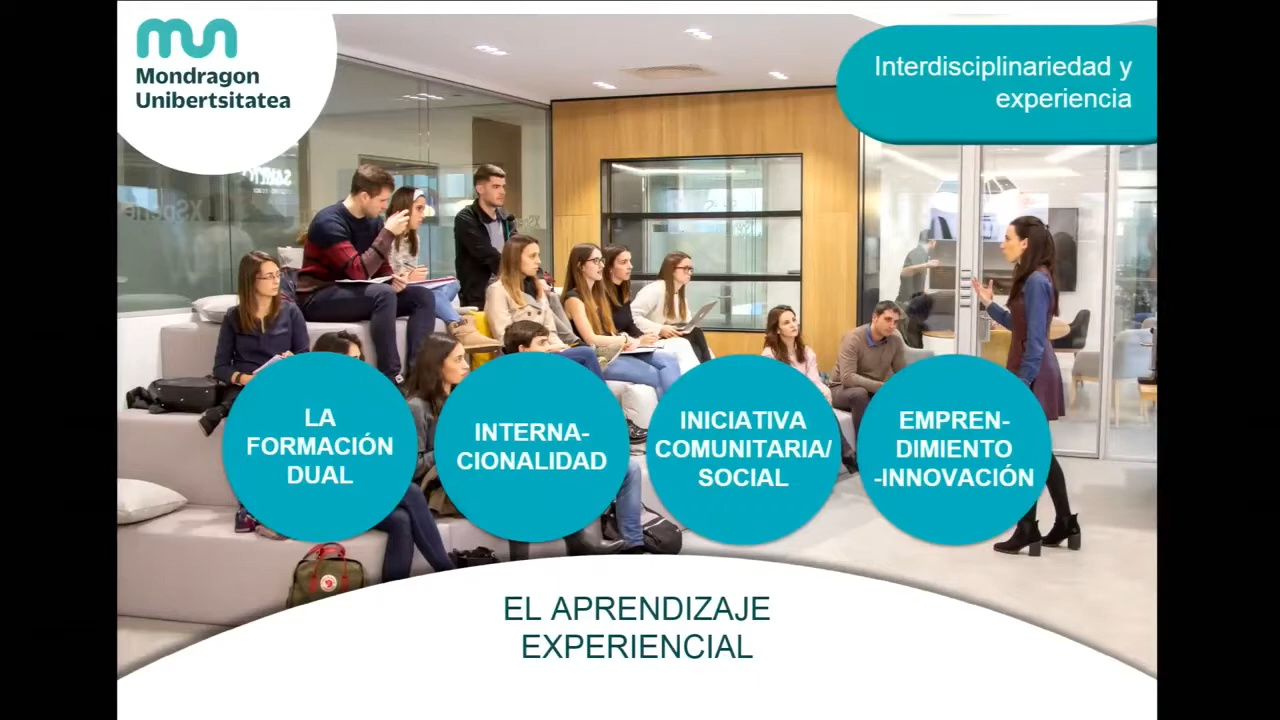 Mondragon
Unibertsitatea
Interdisciplinariedad y
experiencia
LA
FORMACIÓN
DUAL
INTERNA-
CIONALIDAD
INICIATIVA
COMUNITARIA/
SOCIAL
EMPREN-
DIMIENTO
-INNOVACIÓN
EL APRENDIZAJE
EXPERIENCIAL